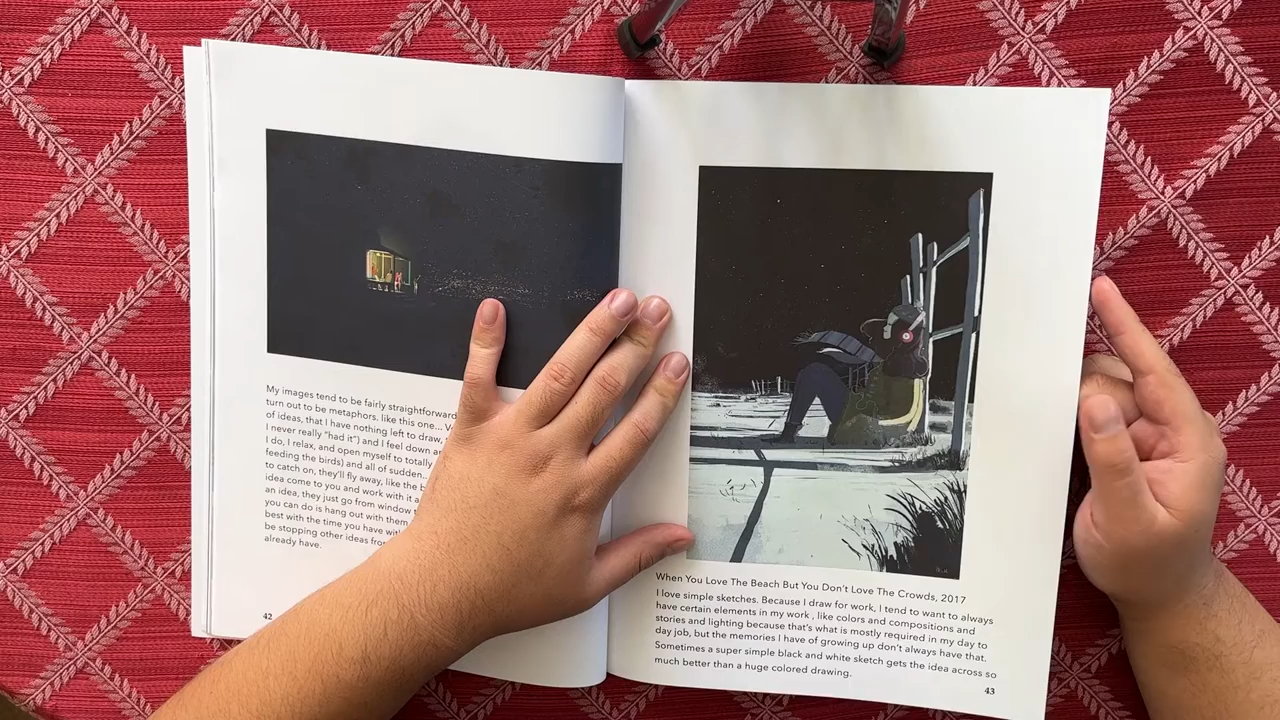 My images tend to be fairly straightforward
turn out to be metaphors. like this one...
of ideas, that I have nothing left to draw,
I never really "had it") and I feel down
I do, I relax, and open myself to totally
feeding the birds) and all of sudden..
to catch on, they'll fly away, like the
idea come to you and work with it
an idea, they just go from window
you can do is hang out with them
best with the time you have
be stopping other ideas
already have.
42
When You Love The Beach But You Don't Love The Crowds, 2017
I love simple sketches. Because I draw for work, I tend to want to always
have certain elements in my work , like colors and compositions and
stories and lighting because that's what is mostly required in my day to
day job, but the memories I have of growing up don't always have that.
Sometimes a super simple black and white sketch gets the idea across so
much better than a huge colored drawing.
43